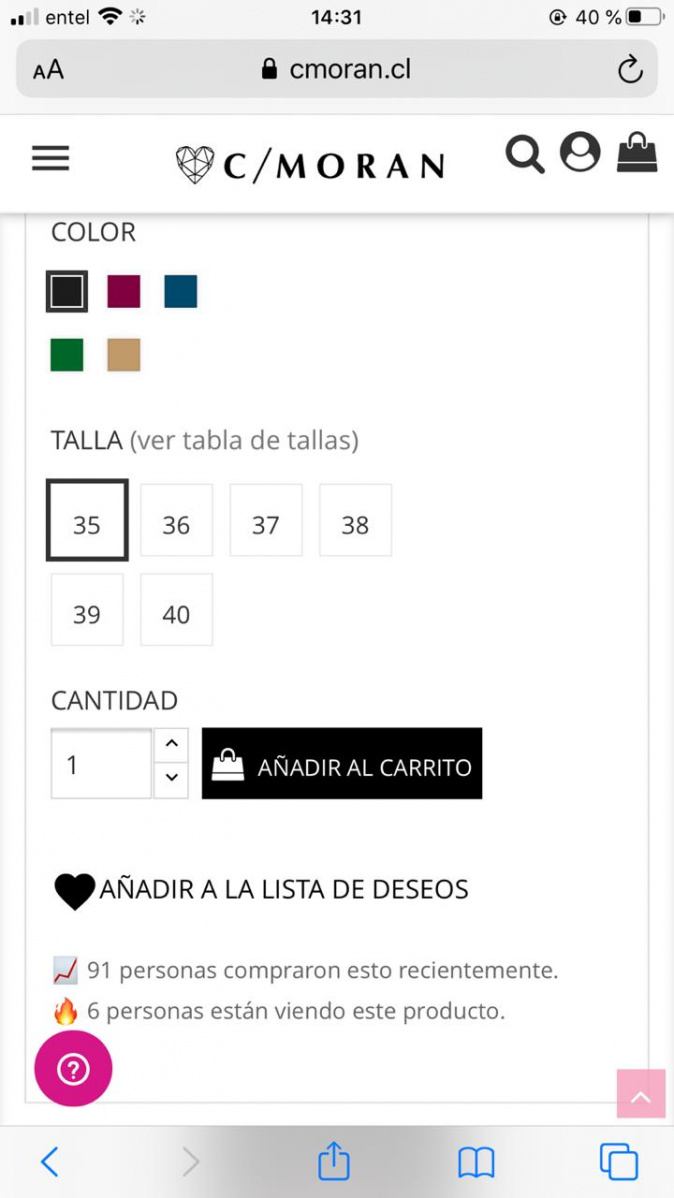 entel 14:31 40 %
AA cmoran.cl
C/MORAN
COLOR
TALLA (ver tabla de tallas)
35 36 37 38
39 40
CANTIDAD
1 AÑADIR AL CARRITO
AÑADIR A LA LISTA DE DESEOS
91 personas compraron esto recientemente.
6 personas están viendo este producto.
?